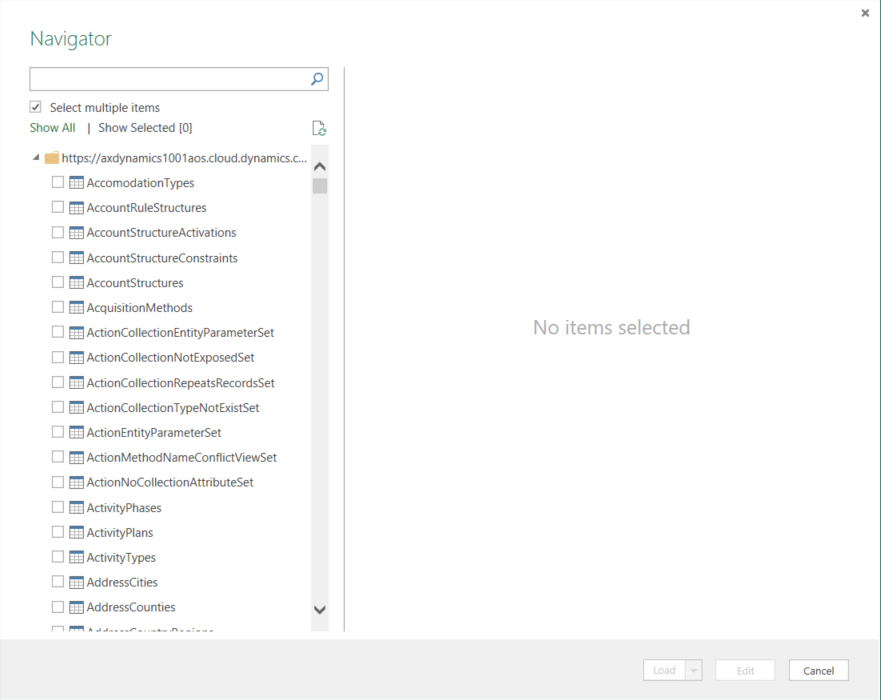 Navigator
Select multiple items
Show All | Show Selected [0]
https://axdynamics1001aos.cloud.dynamics.c...
AccomodationTypes
AccountRuleStructures
AccountStructureActivations
AccountStructureConstraints
AccountStructures
AcquisitionMethods
ActionCollectionEntityParameterSet
ActionCollectionNotExposedSet
ActionCollectionRepeatsRecordsSet
ActionCollectionTypeNotExistSet
ActionEntityParameterSet
ActionMethodNameConflictViewSet
ActionNoCollectionAttributeSet
ActivityPhases
ActivityPlans
ActivityTypes
AddressCities
AddressCounties
AddressCountryRegions
No items selected
Load
Edit
Cancel